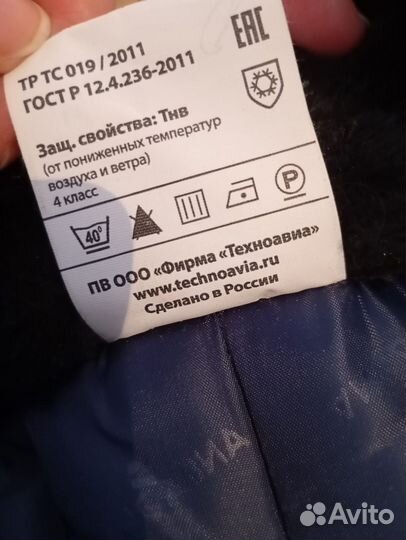 ТР ТС 019 / 2011
ГОСТ Р 12.4.236-2011
EAC
Защ. свойства: Тнв
(от пониженных температур
воздуха и ветра)
4 класс
40°
P
ПВ ООО «Фирма «Техноавиа»
www.technoavia.ru
Сделано в России
Avito